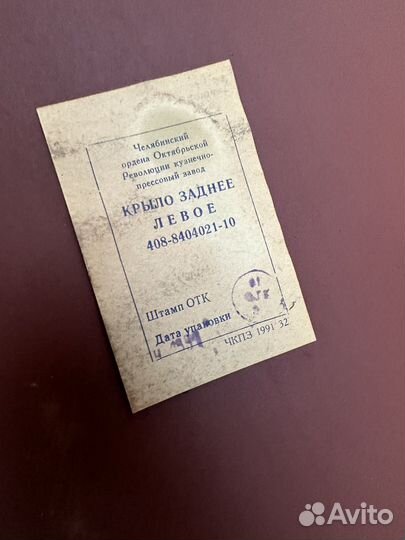 Челябинский
ордена Октябрьской
Революции кузнечно-
прессовый завод
КРЫЛО ЗАДНЕЕ
ЛЕВОЕ
408-8404021-10
Штамп ОТК
Дата упаковки
ЧКПЗ 1991 32
Avito